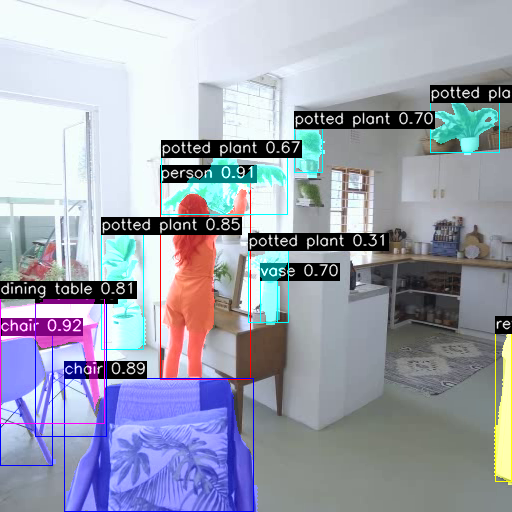 potted pla
potted plant 0.70
potted plant 0.67
person 0.91
potted plant 0.85
potted plant 0.31
vase 0.70
dining table 0.81
chair 0.92
re
chair 0.89